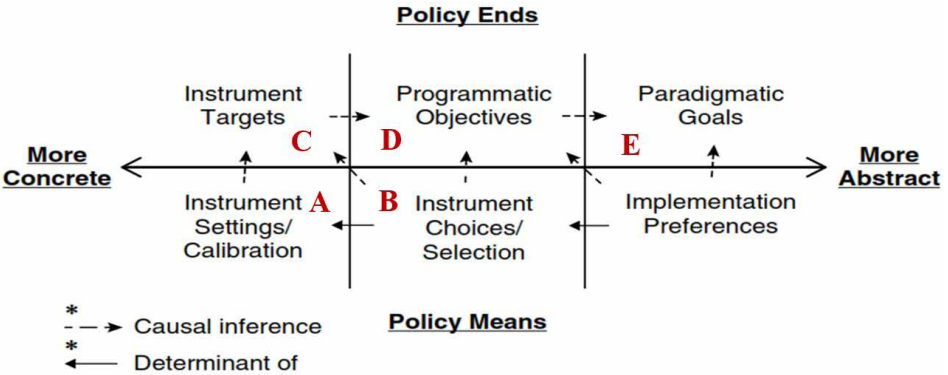 Policy Ends
Instrument
Targets
Programmatic
Objectives
Paradigmatic
Goals
C
D
E
More
Concrete
More
Abstract
A
B
Instrument
Settings/
Calibration
Instrument
Choices/
Selection
Implementation
Preferences
*
Causal inference
Policy Means
*
Determinant of